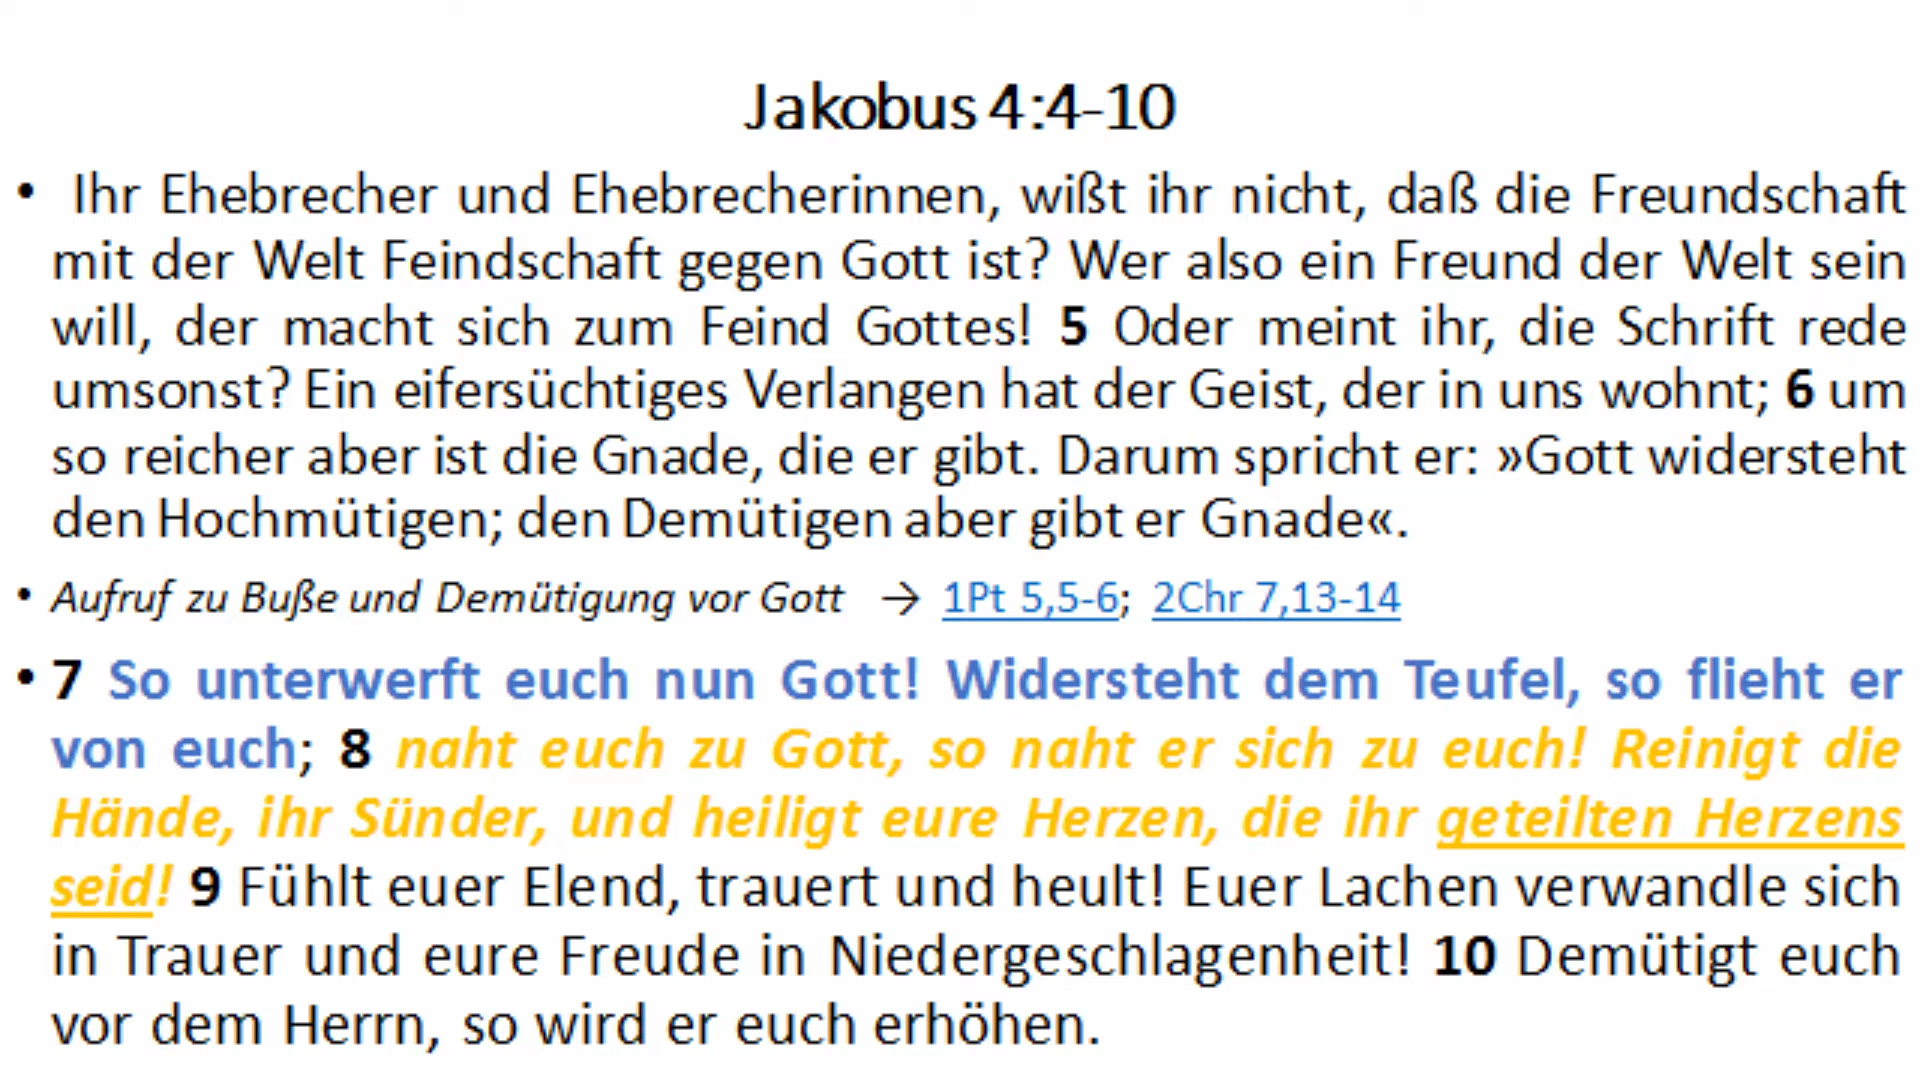 Jakobus 4:4-10
• Ihr Ehebrecher und Ehebrecherinnen, wißt ihr nicht, daß die Freundschaft
mit der Welt Feindschaft gegen Gott ist? Wer also ein Freund der Welt sein
will, der macht sich zum Feind Gottes! 5 Oder meint ihr, die Schrift rede
umsonst? Ein eifersüchtiges Verlangen hat der Geist, der in uns wohnt; 6 um
so reicher aber ist die Gnade, die er gibt. Darum spricht er: »Gott widersteht
den Hochmütigen; den Demütigen aber gibt er Gnade«.
• Aufruf zu Buße und Demütigung vor Gott → 1Pt 5,5-6; 2Chr 7,13-14
• 7 So unterwerft euch nun Gott! Widersteht dem Teufel, so flieht er
von euch; 8 naht euch zu Gott, so naht er sich zu euch! Reinigt die
Hände, ihr Sünder, und heiligt eure Herzen, die ihr geteilten Herzens
seid! 9 Fühlt euer Elend, trauert und heult! Euer Lachen verwandle sich
in Trauer und eure Freude in Niedergeschlagenheit! 10 Demütigt euch
vor dem Herrn, so wird er euch erhöhen.